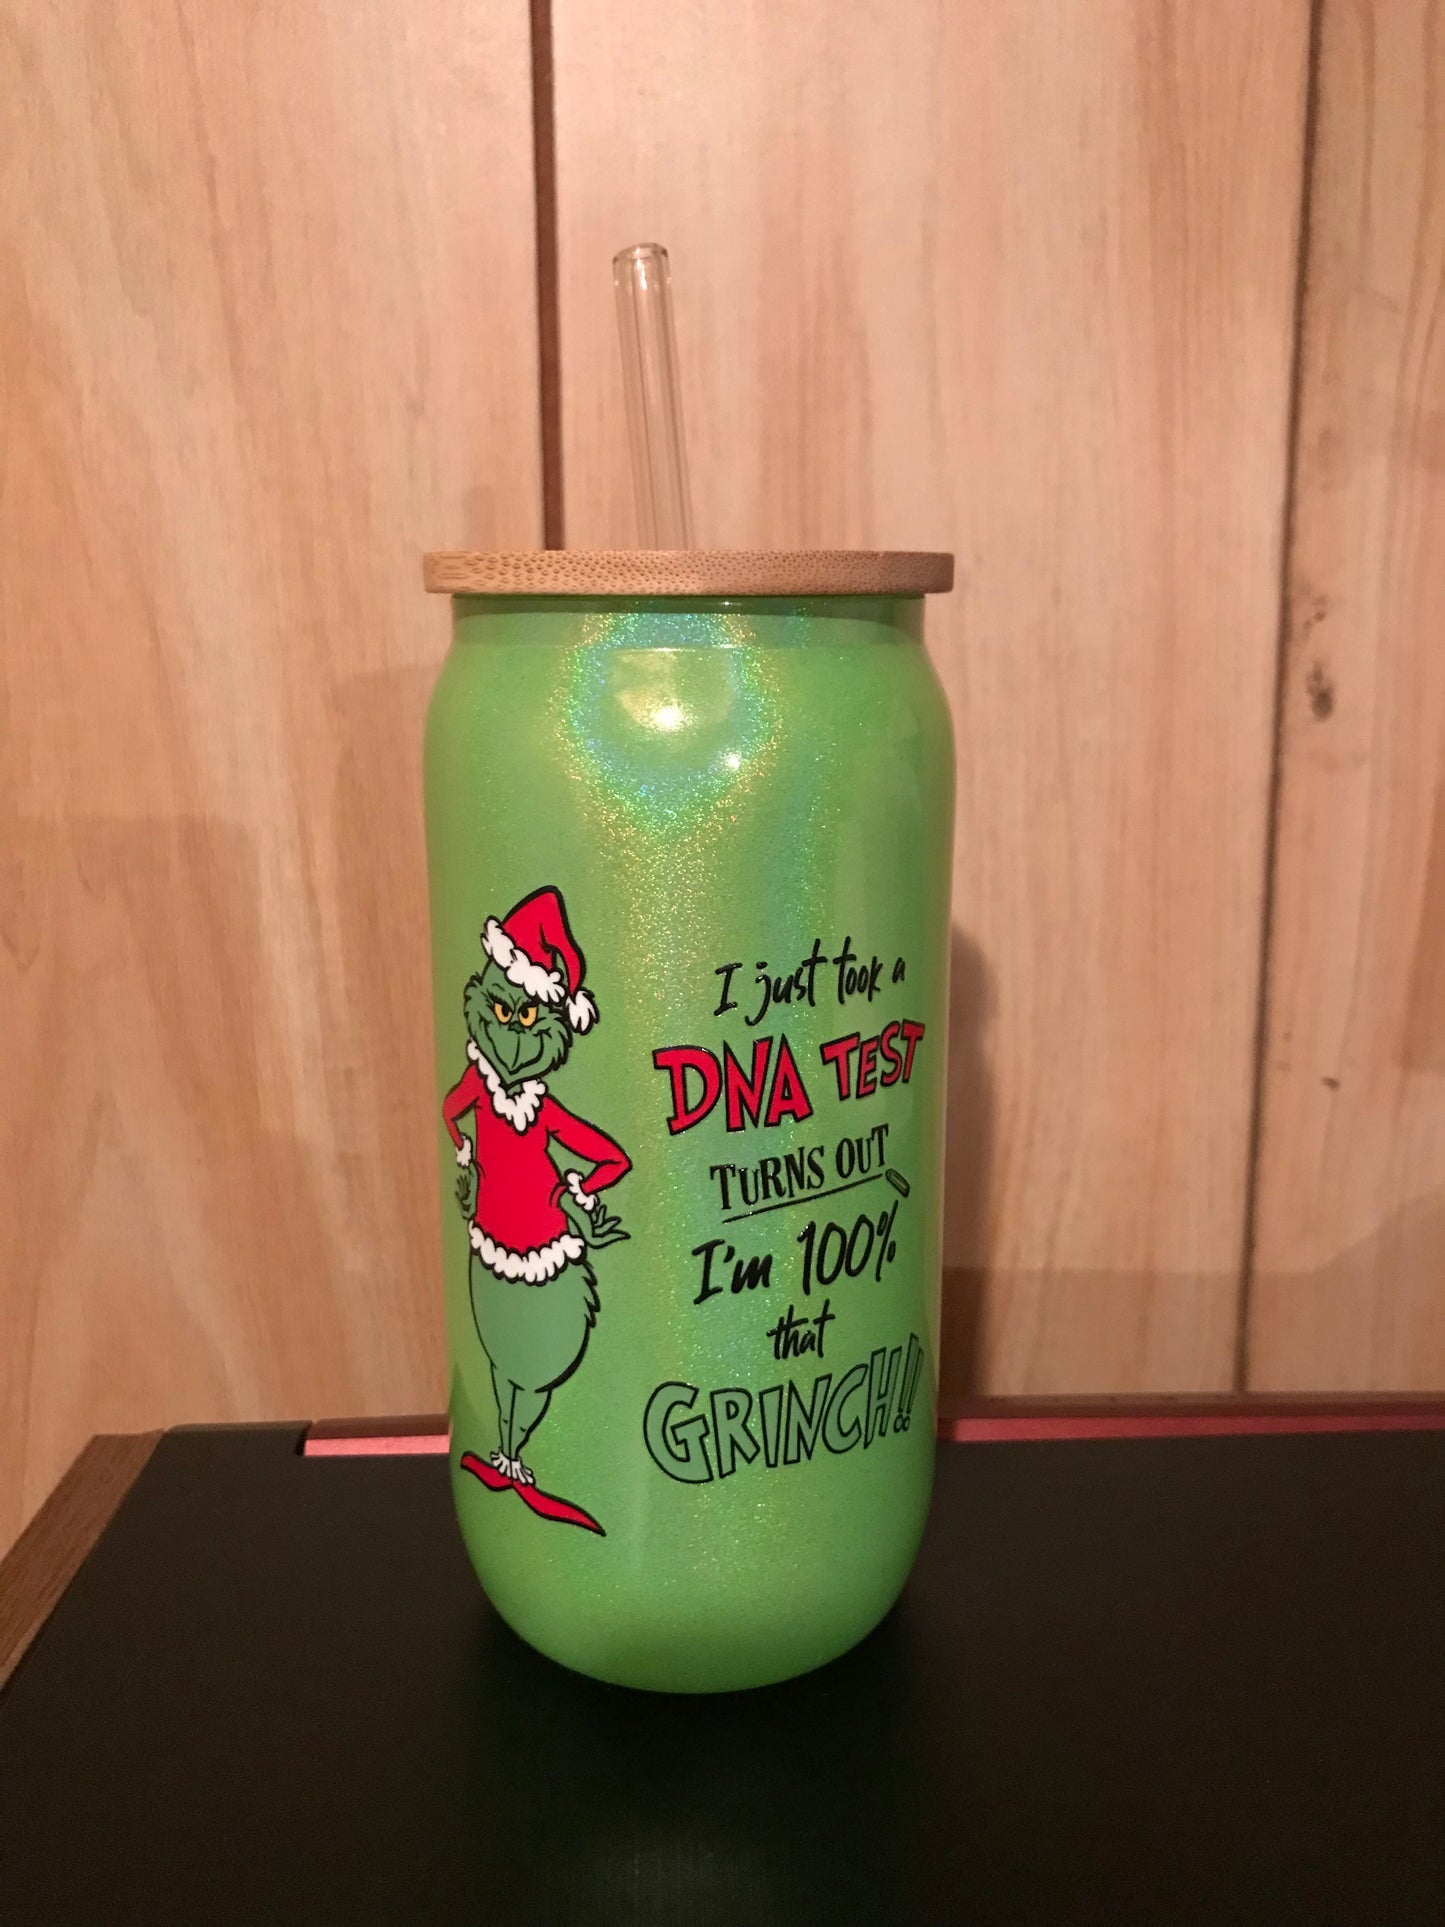 I just took a
DNA TEST
TURNS OUT
I'm 100%
that
GRINCH!!